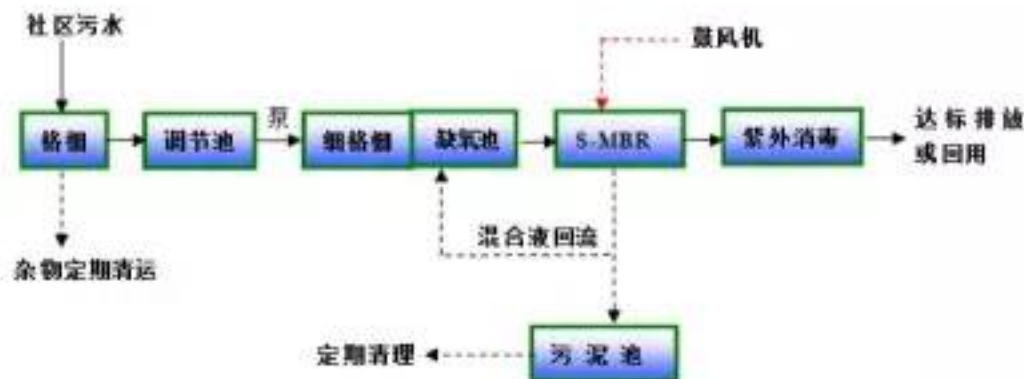 社区污水
鼓风机
格栅
调节池
泵
细格栅
缺氧池
S-MBR
紫外消毒
达标排放
或回用
混合液回流
杂物定期清运
定期清理
污泥池